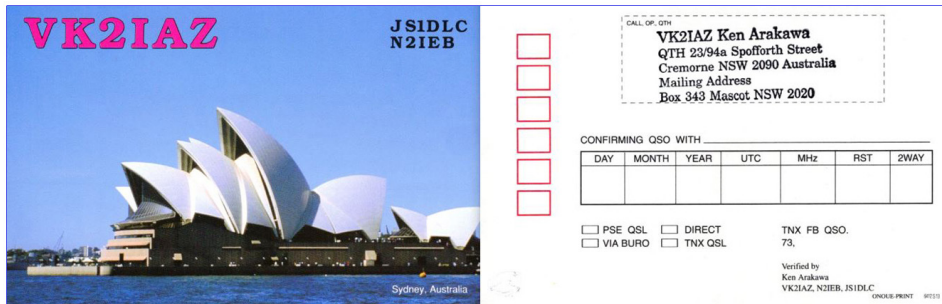 VK2IAZ
JS1DLC
N2IEB
Sydney, Australia
CALL, OP., QTH
VK2IAZ Ken Arakawa
QTH 23/94a Spofforth Street
Cremorne NSW 2090 Australia
Mailing Address
Box 343 Mascot NSW 2020
CONFIRMING QSO WITH
DAY MONTH YEAR UTC MHz RST 2WAY
PSE QSL DIRECT TNX FB QSO.
VIA BURO TNX QSL 73,
Verified by
Ken Arakawa
VK2IAZ, N2IEB, JS1DLC
ONOUE-PRINT